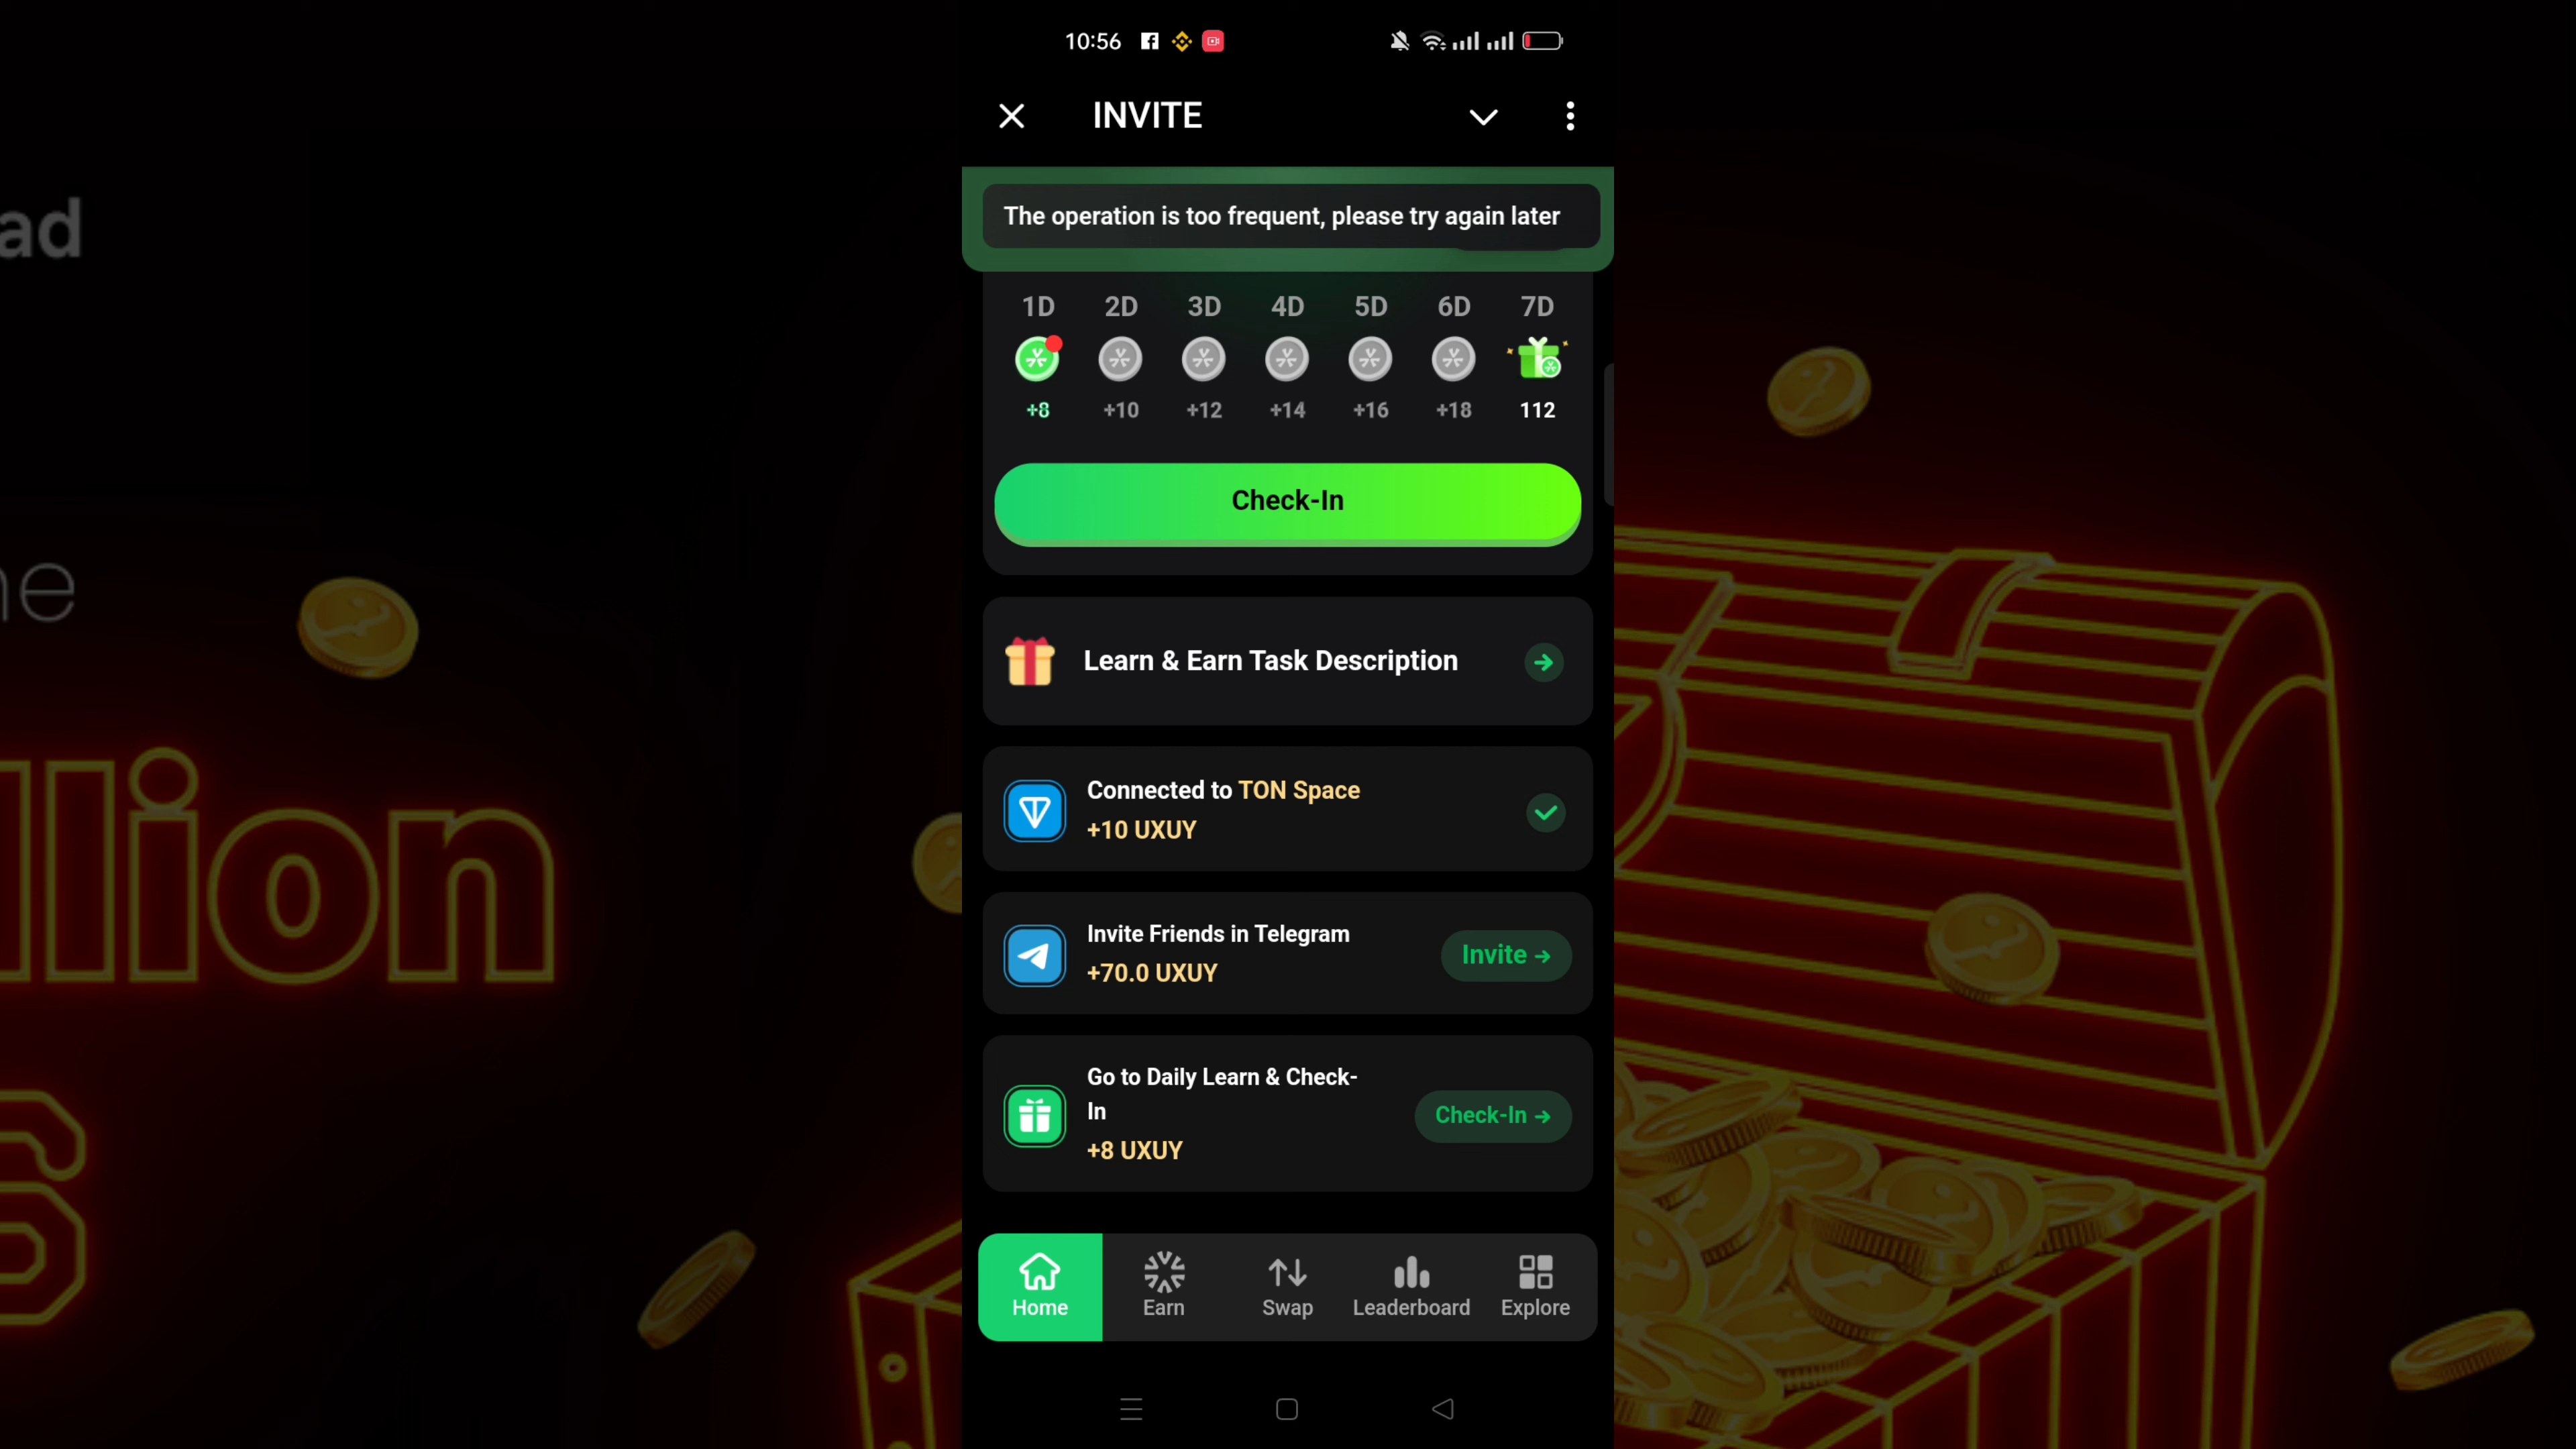 10:56
INVITE
The operation is too frequent, please try again later
1D 2D 3D 4D 5D 6D 7D
+8 +10 +12 +14 +16 +18 112
Check-In
Learn & Earn Task Description
Connected to TON Space
+10 UXUY
Invite Friends in Telegram
+70.0 UXUY
Invite →
Go to Daily Learn & Check-
In
+8 UXUY
Check-In →
Home Earn Swap Leaderboard Explore
ad
llion